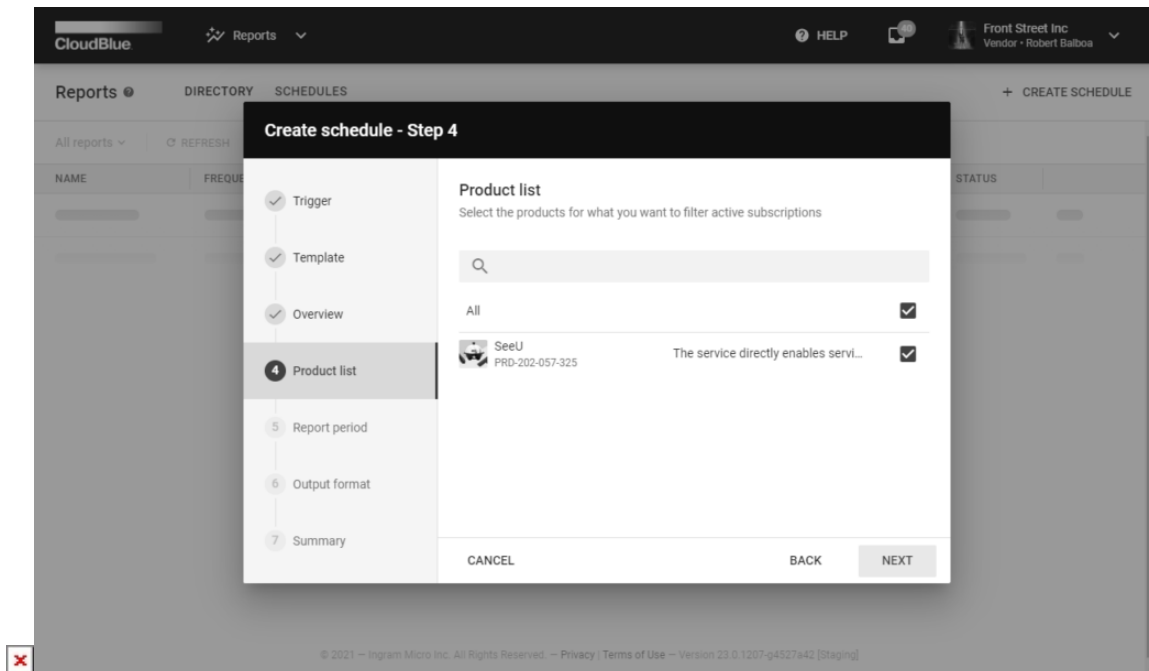 CloudBlue
Reports
HELP
40
Front Street Inc
Vendor • Robert Balboa
Reports
DIRECTORY
SCHEDULES
+ CREATE SCHEDULE
All reports
REFRESH
Create schedule - Step 4
NAME
FREQUE
STATUS
Trigger
Template
Overview
4 Product list
5 Report period
6 Output format
7 Summary
Product list
Select the products for what you want to filter active subscriptions
All
SeeU
PRD-202-057-325
The service directly enables servi...
CANCEL
BACK
NEXT
© 2021 — Ingram Micro Inc. All Rights Reserved. — Privacy | Terms of Use — Version 23.0.1207-g4527a42 [Staging]